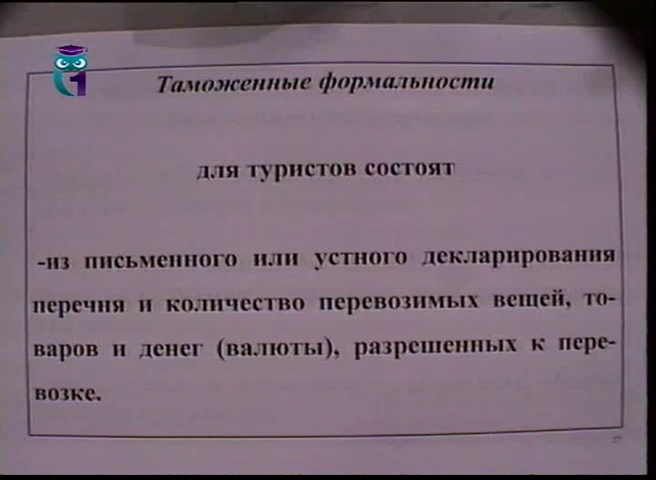 1
Таможенные формальности
для туристов состоят
-из письменного или устного декларирования
перечня и количество перевозимых вещей, то-
варов и денег (валюты), разрешенных к пере-
возке.